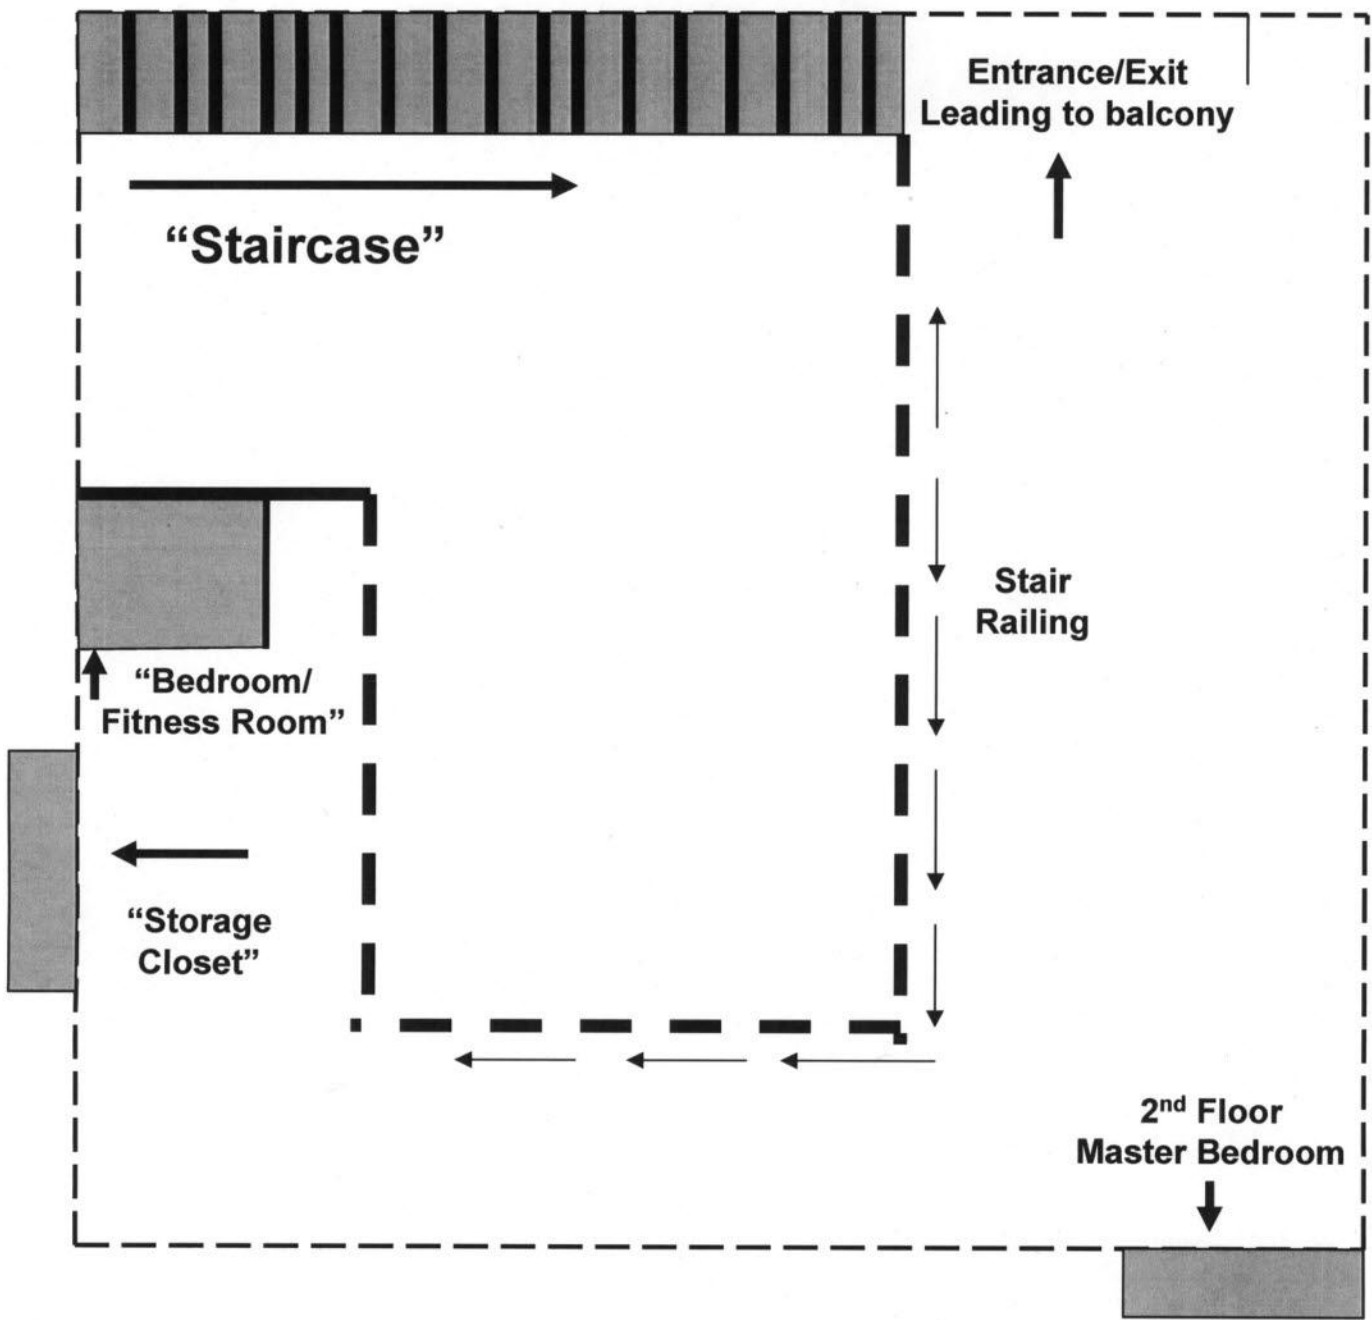 Entrance/Exit
Leading to balcony
“Staircase”
Stair
Railing
“Bedroom/
Fitness Room”
“Storage
Closet”
2nd Floor
Master Bedroom